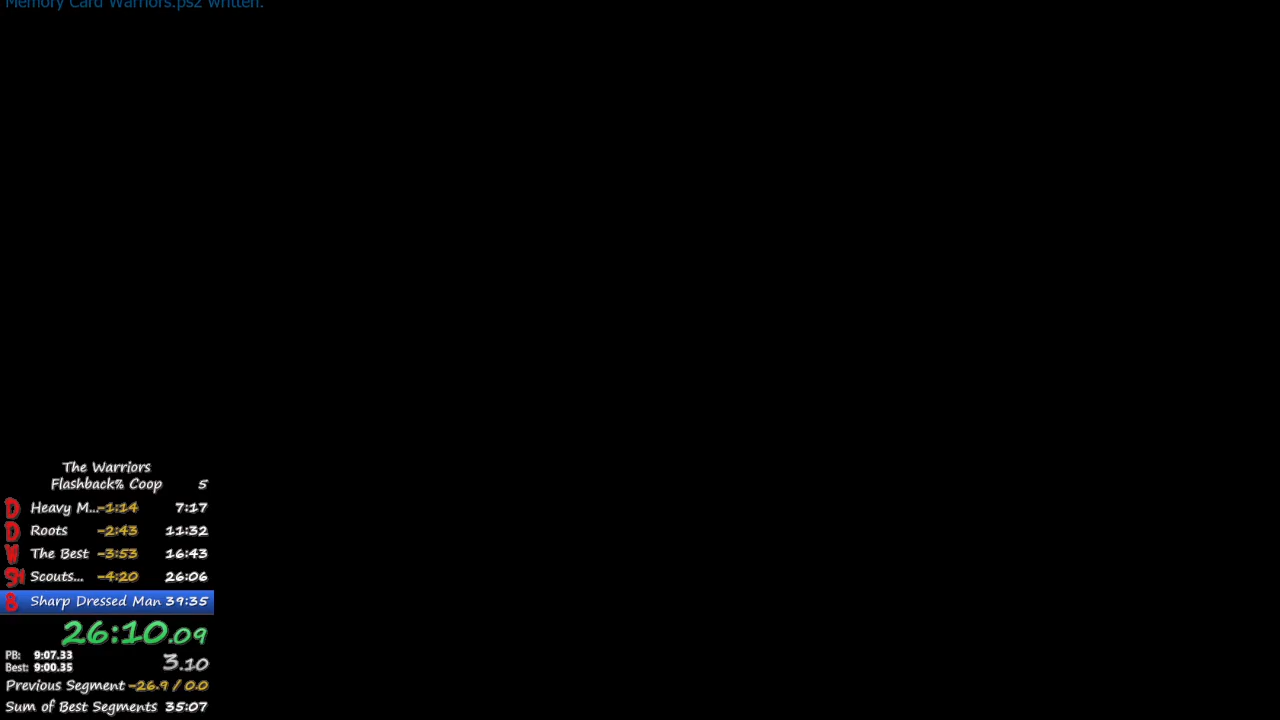 Memory Card Warriors.ps2 written.
The Warriors
Flashback% Coop 5
D Heavy M... -1:14 7:17
D Roots -2:43 11:32
The Best -3:53 16:43
Scouts... -4:20 26:06
B Sharp Dressed Man 39:35
26:10.09
PB: 9:07.33
Best: 9:00.35
3.10
Previous Segment -26.9 / 0.0
Sum of Best Segments 35:07